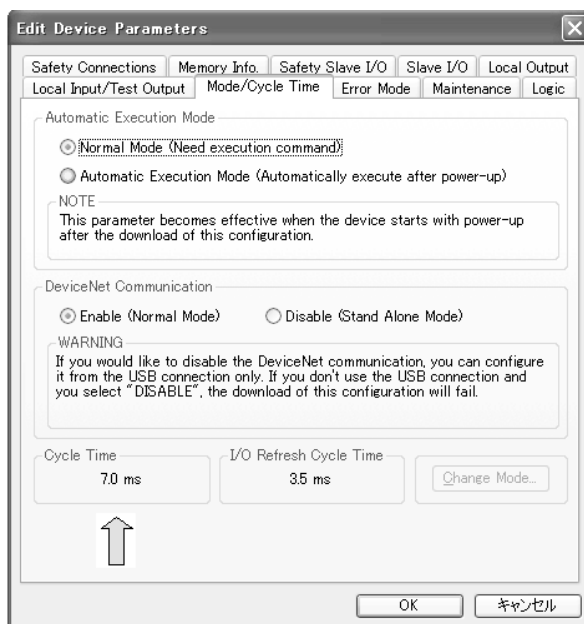 Edit Device Parameters
Safety Connections
Memory Info.
Safety Slave I/O
Slave I/O
Local Output
Local Input/Test Output
Mode/Cycle Time
Error Mode
Maintenance
Logic
Automatic Execution Mode
Normal Mode (Need execution command)
Automatic Execution Mode (Automatically execute after power-up)
NOTE
This parameter becomes effective when the device starts with power-up
after the download of this configuration.
DeviceNet Communication
Enable (Normal Mode)
Disable (Stand Alone Mode)
WARNING
If you would like to disable the DeviceNet communication, you can configure
it from the USB connection only. If you don't use the USB connection and
you select "DISABLE", the download of this configuration will fail.
Cycle Time
7.0 ms
I/O Refresh Cycle Time
3.5 ms
Change Mode...
OK
キャンセル